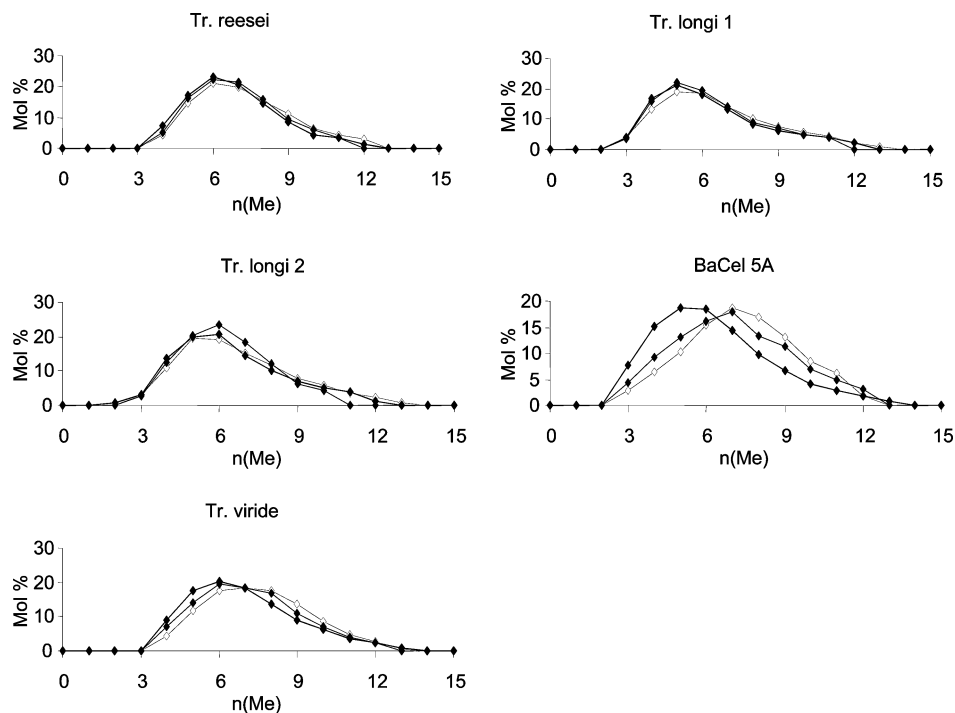 Tr. reesei
30
20
10
0
Mol %
0 3 6 9 12 15
n(Me)
Tr. longi 1
30
20
10
0
Mol %
0 3 6 9 12 15
n(Me)
Tr. longi 2
30
20
10
0
Mol %
0 3 6 9 12 15
n(Me)
BaCel 5A
20
15
10
5
0
Mol %
0 3 6 9 12 15
n(Me)
Tr. viride
30
20
10
0
Mol %
0 3 6 9 12 15
n(Me)